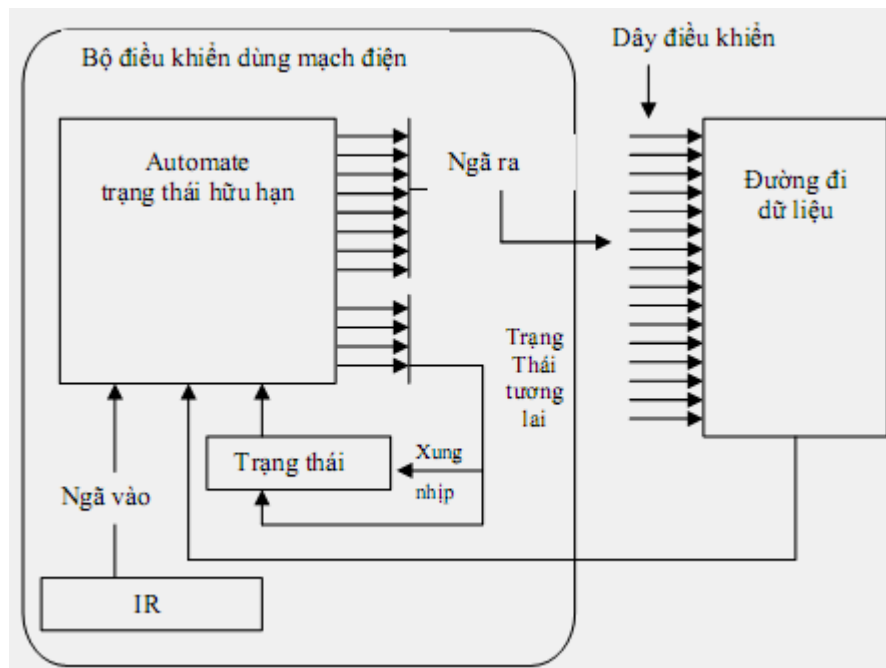 Bộ điều khiển dùng mạch điện
Dây điều khiển
Automate
trạng thái hữu hạn
Ngã ra
Đường đi
dữ liệu
Trạng
Thái
tương
lai
Trạng thái
Xung
nhịp
Ngã vào
IR